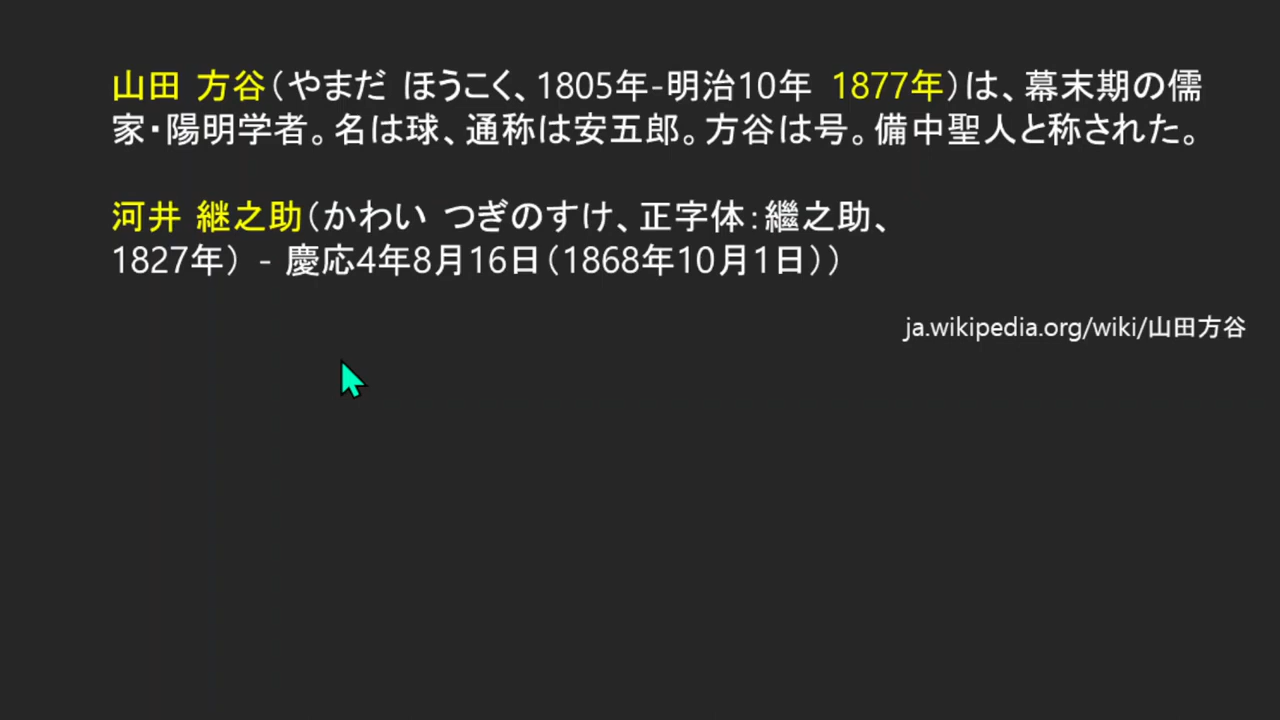 山田 方谷（やまだ ほうこく、1805年-明治10年 1877年）は、幕末期の儒
家・陽明学者。名は球、通称は安五郎。方谷は号。備中聖人と称された。
河井 継之助（かわい つぎのすけ、正字体：繼之助、
1827年） - 慶応4年8月16日（1868年10月1日））
ja.wikipedia.org/wiki/山田方谷